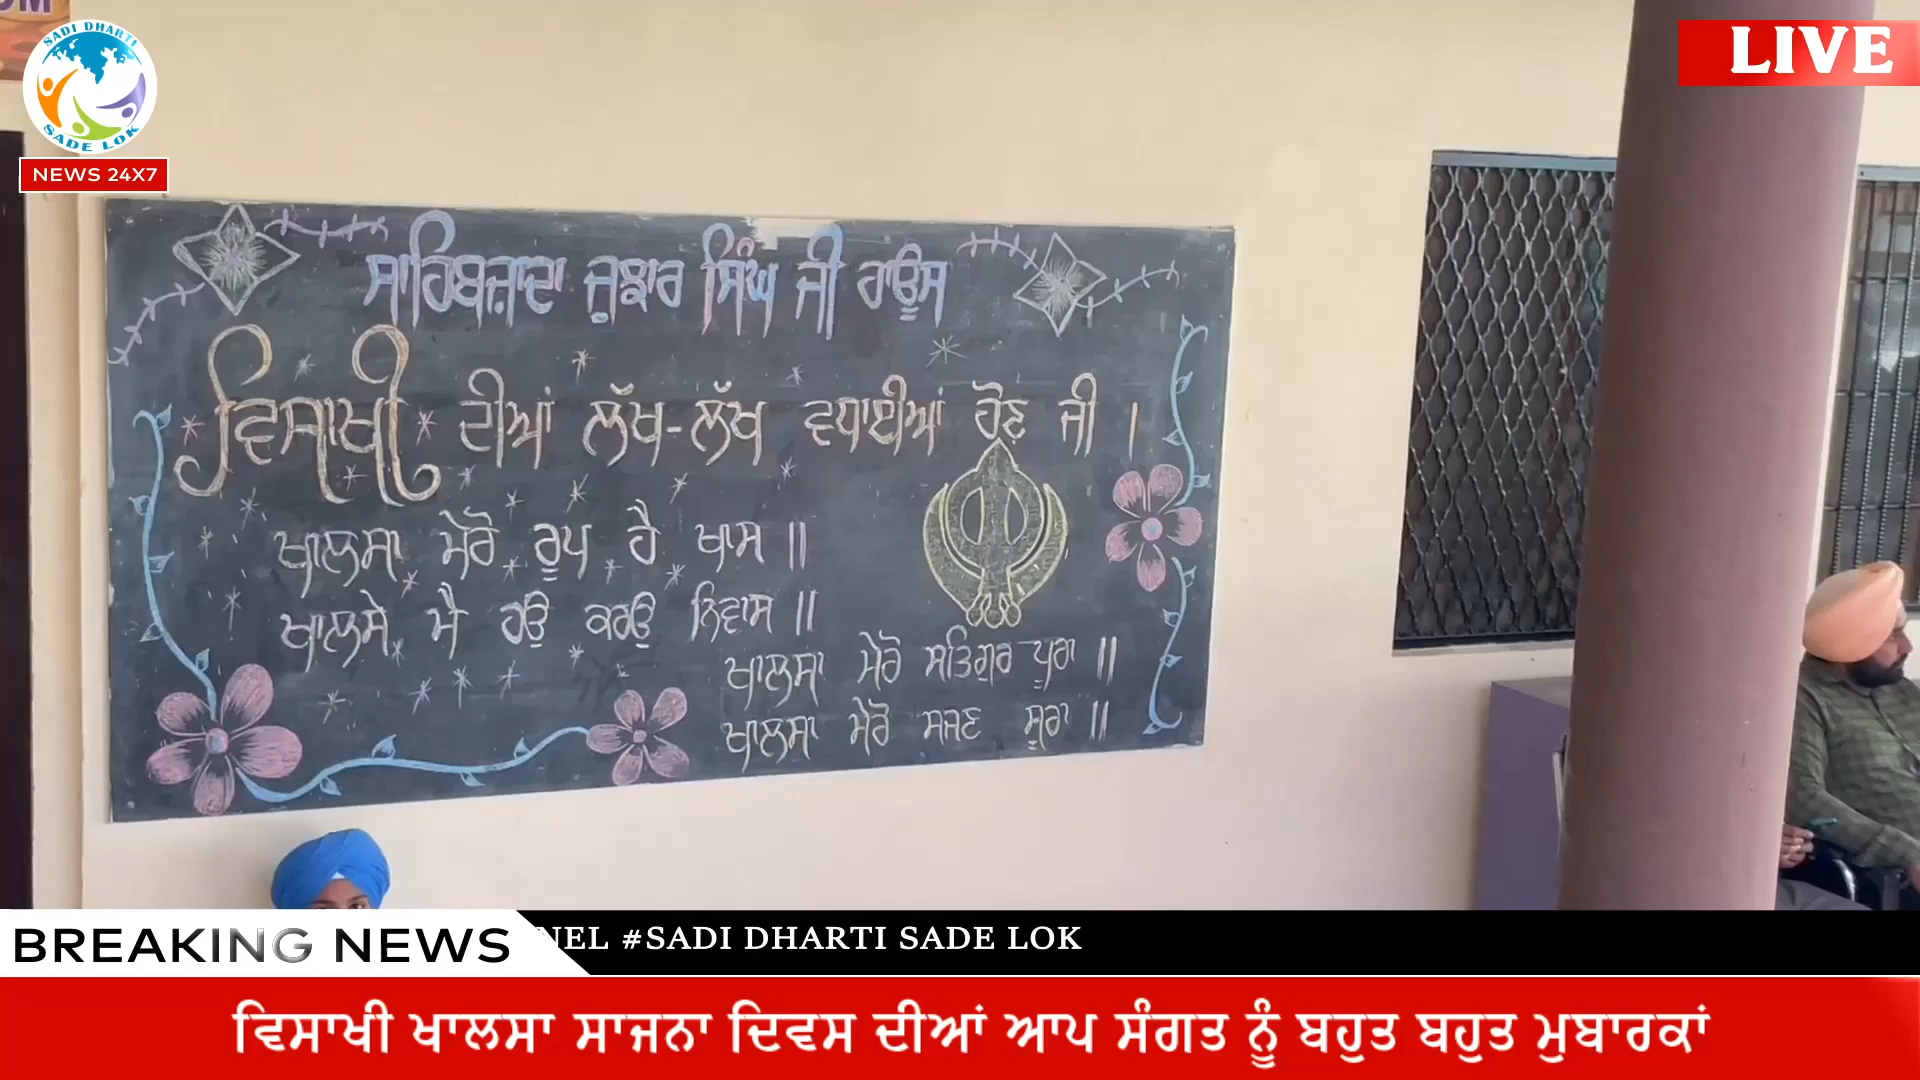 OM
SADI DHARTI
SADE LOK
NEWS 24X7
LIVE
ਸਾਹਿਬਜ਼ਾਦਾ ਜੁਝਾਰ ਸਿੰਘ ਜੀ ਹਾਊਸ
ਵਿਸਾਖੀ ਦੀਆਂ ਲੱਖ-ਲੱਖ ਵਧਾਈਆਂ ਹੋਣ ਜੀ ।
ਖਾਲਸਾ ਮੇਰੋ ਰੂਪ ਹੈ ਖਾਸ ॥
ਖਾਲਸੇ ਮੈ ਹਉ ਕਰਉ ਨਿਵਾਸ ॥
ਖਾਲਸਾ ਮੇਰੋ ਸਤਿਗੁਰ ਪੂਰਾ ॥
ਖਾਲਸਾ ਮੇਰੋ ਸਜਣ ਸੂਰਾ ॥
BREAKING NEWS
NEL #SADI DHARTI SADE LOK
ਵਿਸਾਖੀ ਖਾਲਸਾ ਸਾਜਨਾ ਦਿਵਸ ਦੀਆਂ ਆਪ ਸੰਗਤ ਨੂੰ ਬਹੁਤ ਬਹੁਤ ਮੁਬਾਰਕਾਂ